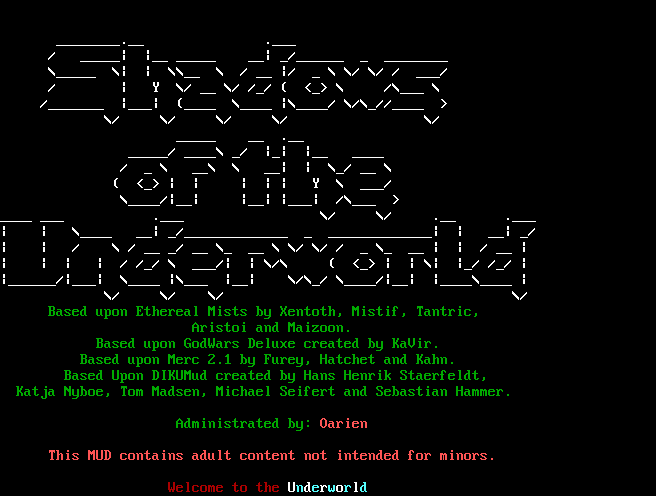 Shadows
of the
Underworld
Based upon Ethereal Mists by Xentoth, Mistif, Tantric,
Aristoi and Maizoon.
Based upon GodWars Deluxe created by KaVir.
Based upon Merc 2.1 by Furey, Hatchet and Kahn.
Based Upon DIKUMud created by Hans Henrik Staerfeldt,
Katja Nyboe, Tom Madsen, Michael Seifert and Sebastian Hammer.
Administrated by: Oarien
This MUD contains adult content not intended for minors.
Welcome to the Underworld